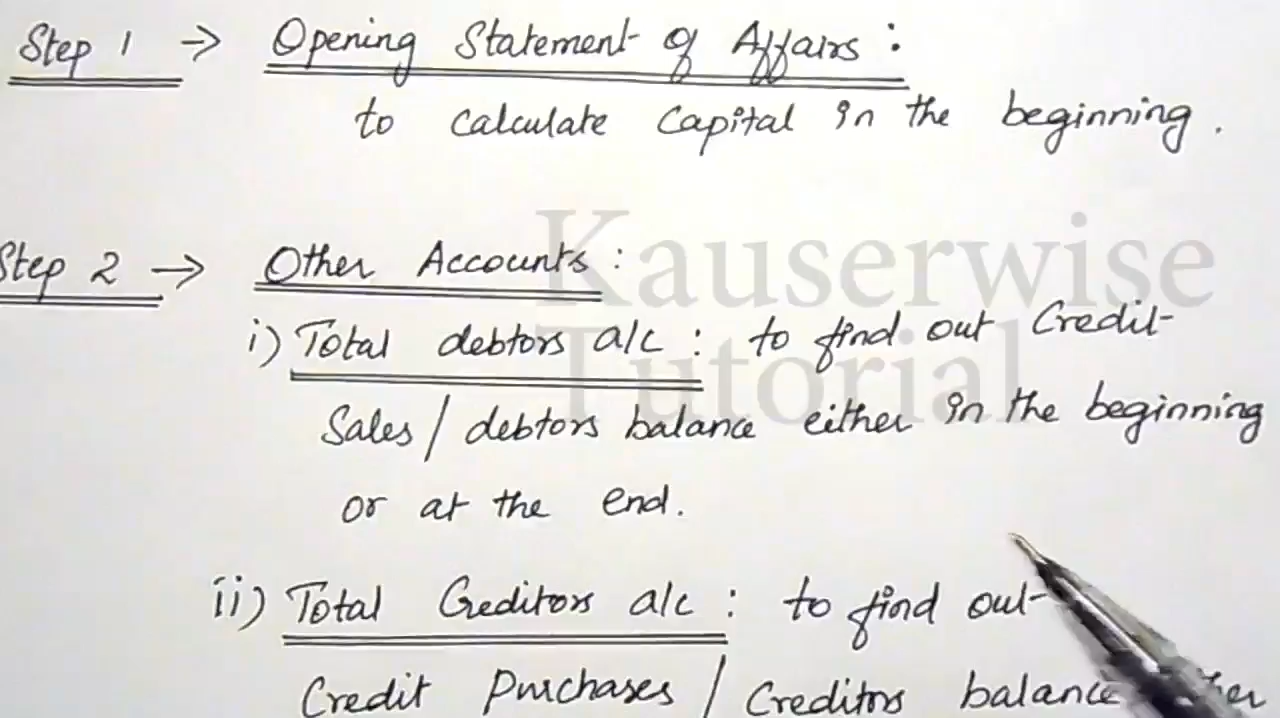 Step 1 → Opening Statement of Affairs :
to calculate Capital in the beginning .
Kauserwise
Tutorial
Step 2 → Other Accounts :
i) Total debtors a/c : to find out Credit
Sales / debtors balance either in the beginning
or at the end.
ii) Total Creditors a/c : to find out
Credit Purchases / Creditors balance